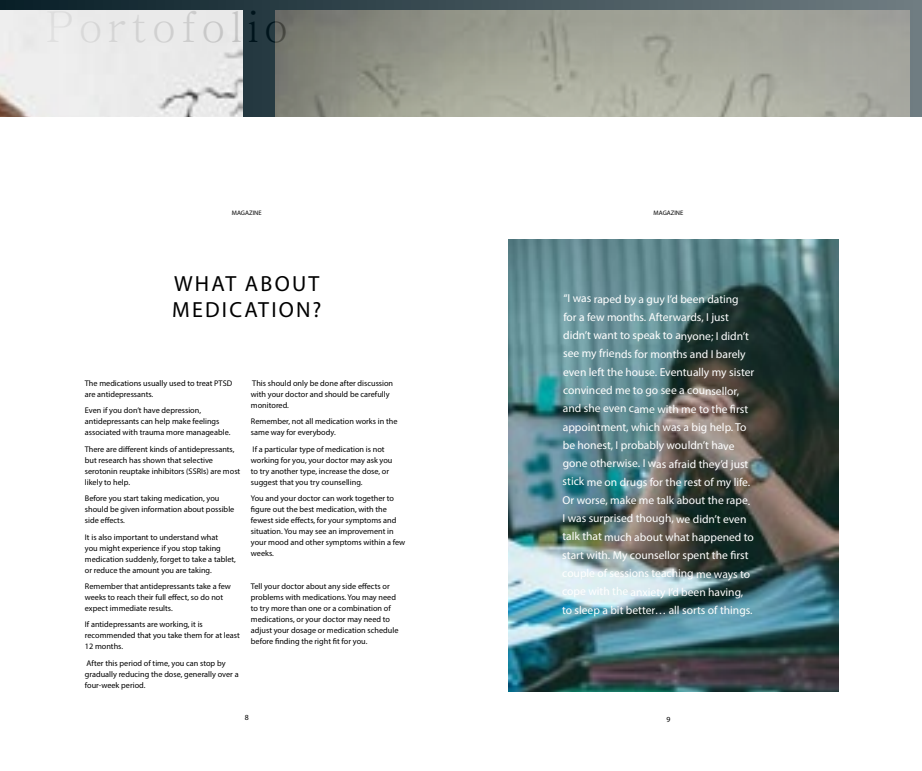 Portofolio
MAGAZINE
WHAT ABOUT
MEDICATION?
The medications usually used to treat PTSD
are antidepressants.
Even if you don't have depression,
antidepressants can help make feelings
associated with trauma more manageable.
There are different kinds of antidepressants,
but research has shown that selective
serotonin reuptake inhibitors (SSRIs) are most
likely to help.
Before you start taking medication, you
should be given information about possible
side effects.
It is also important to understand what
you might experience if you stop taking
medication suddenly, forget to take a tablet,
or reduce the amount you are taking.
Remember that antidepressants take a few
weeks to reach their full effect, so do not
expect immediate results.
If antidepressants are working, it is
recommended that you take them for at least
12 months.
After this period of time, you can stop by
gradually reducing the dose, generally over a
four-week period.
This should only be done after discussion
with your doctor and should be carefully
monitored.
Remember, not all medication works in the
same way for everybody.
If a particular type of medication is not
working for you, your doctor may ask you
to try another type, increase the dose, or
suggest that you try counselling.
You and your doctor can work together to
figure out the best medication, with the
fewest side effects, for your symptoms and
situation. You may see an improvement in
your mood and other symptoms within a few
weeks.
Tell your doctor about any side effects or
problems with medications. You may need
to try more than one or a combination of
medications, or your doctor may need to
adjust your dosage or medication schedule
before finding the right fit for you.
8
MAGAZINE
"I was raped by a guy I'd been dating
for a few months. Afterwards, I just
didn't want to speak to anyone; I didn't
see my friends for months and I barely
even left the house. Eventually my sister
convinced me to go see a counsellor,
and she even came with me to the first
appointment, which was a big help. To
be honest, I probably wouldn't have
gone otherwise. I was afraid they'd just
stick me on drugs for the rest of my life.
Or worse, make me talk about the rape.
I was surprised though, we didn't even
talk that much about what happened to
start with. My counsellor spent the first
couple of sessions teaching me ways to
cope with the anxiety I'd been having,
to sleep a bit better… all sorts of things.
9